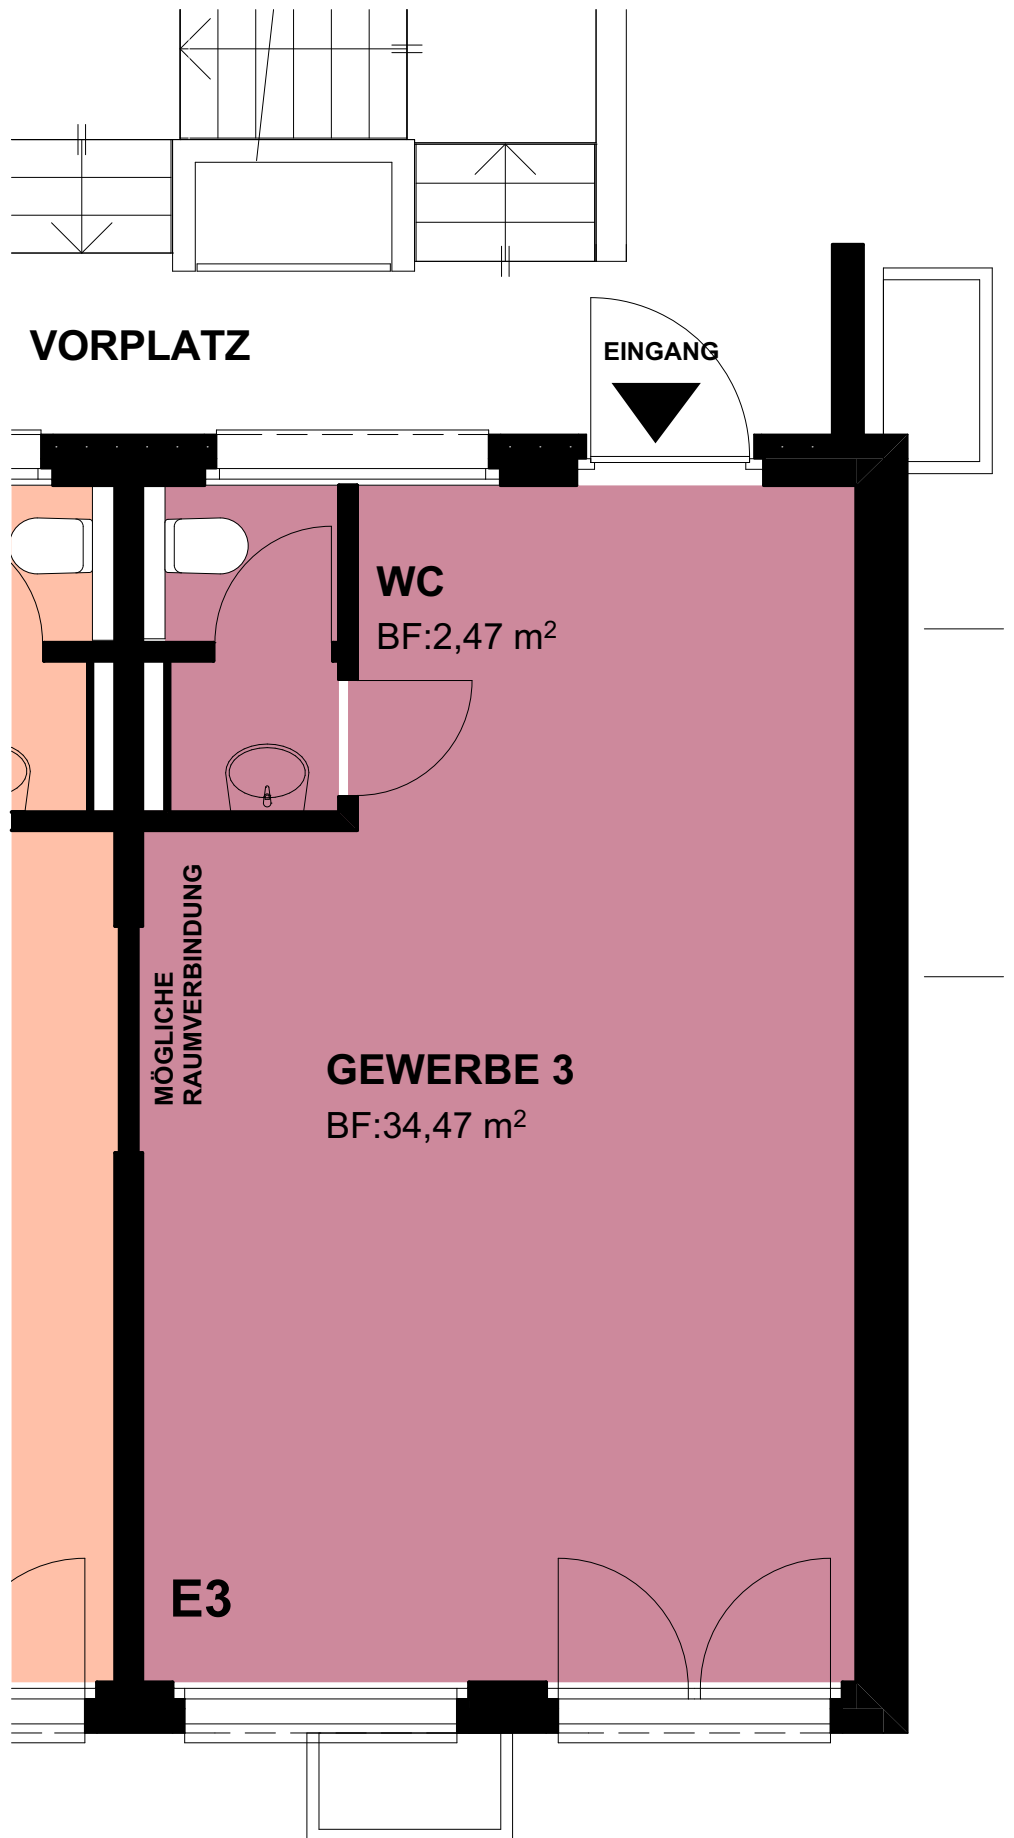 VORPLATZ
EINGANG
WC
BF:2,47 m²
MÖGLICHE
RAUMVERBINDUNG
GEWERBE 3
BF:34,47 m²
E3